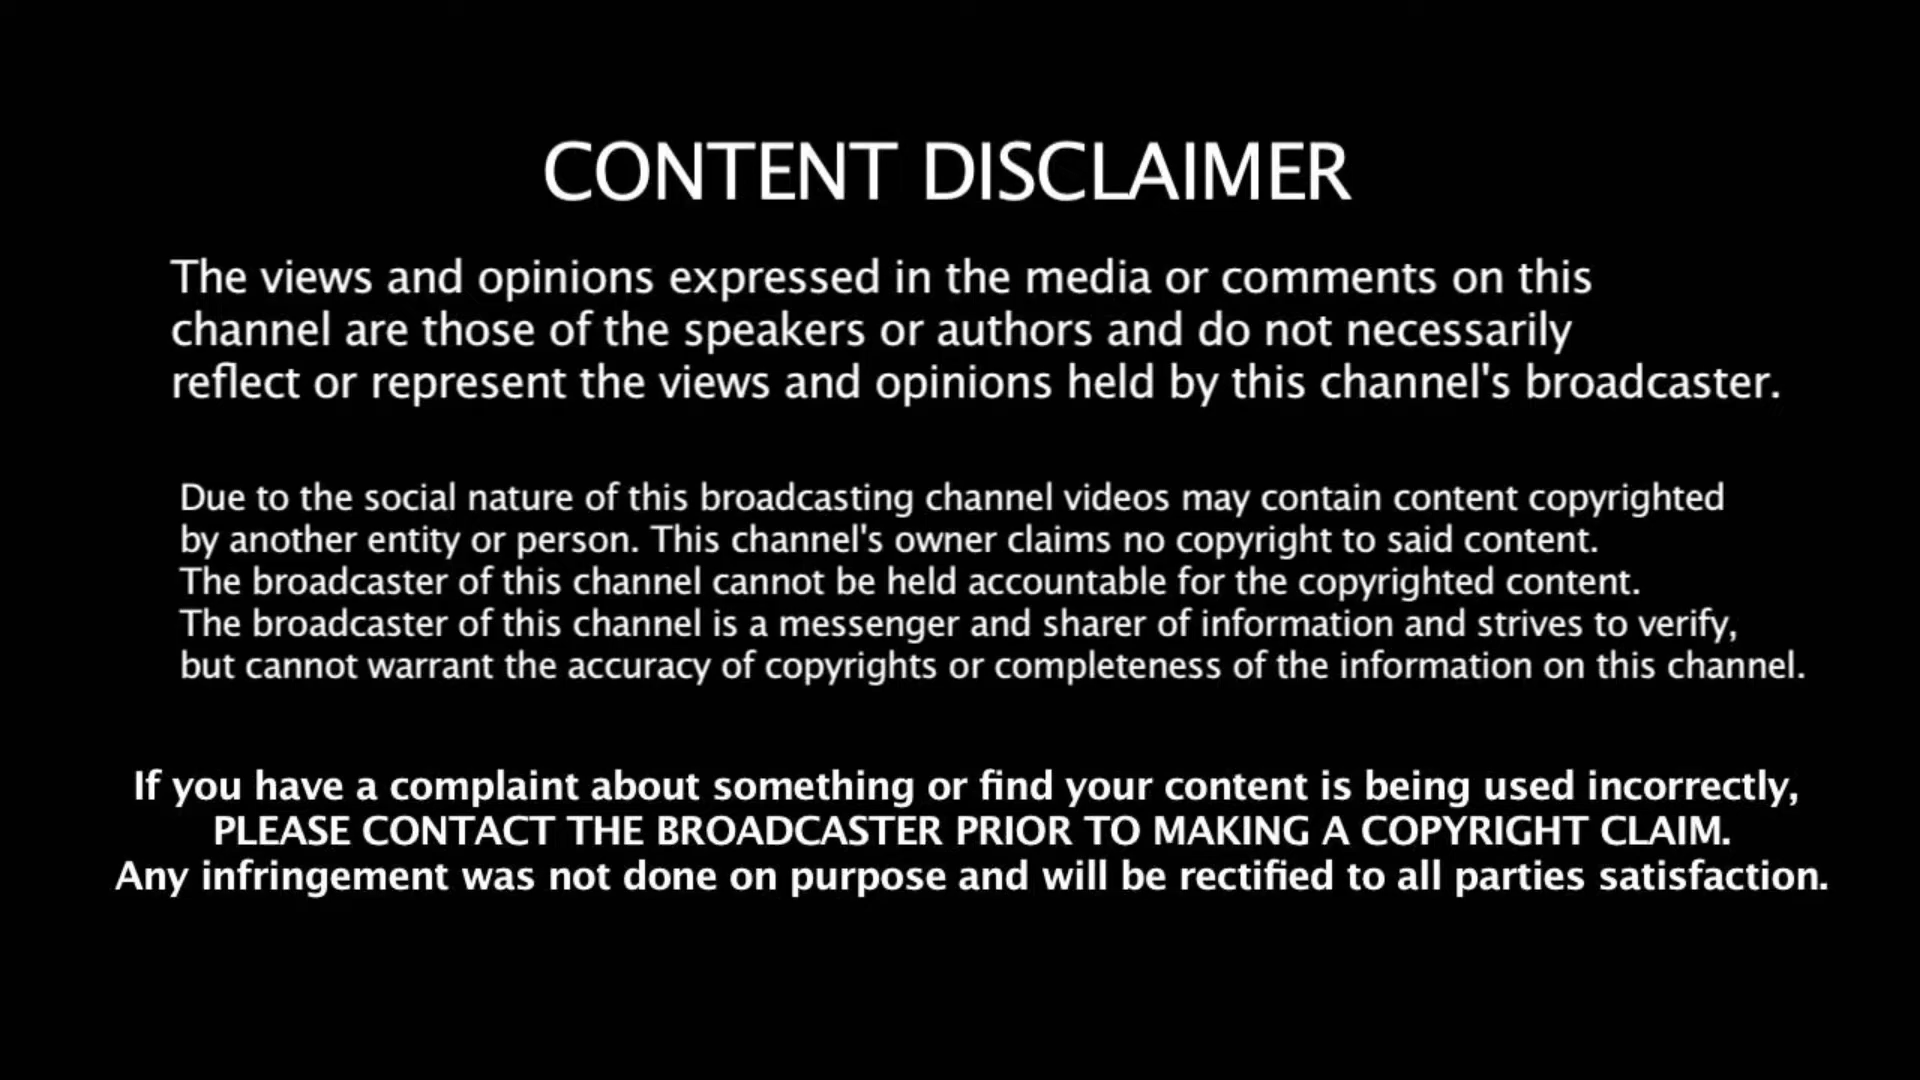 CONTENT DISCLAIMER
The views and opinions expressed in the media or comments on this
channel are those of the speakers or authors and do not necessarily
reflect or represent the views and opinions held by this channel's broadcaster.
Due to the social nature of this broadcasting channel videos may contain content copyrighted
by another entity or person. This channel's owner claims no copyright to said content.
The broadcaster of this channel cannot be held accountable for the copyrighted content.
The broadcaster of this channel is a messenger and sharer of information and strives to verify,
but cannot warrant the accuracy of copyrights or completeness of the information on this channel.
If you have a complaint about something or find your content is being used incorrectly,
PLEASE CONTACT THE BROADCASTER PRIOR TO MAKING A COPYRIGHT CLAIM.
Any infringement was not done on purpose and will be rectified to all parties satisfaction.